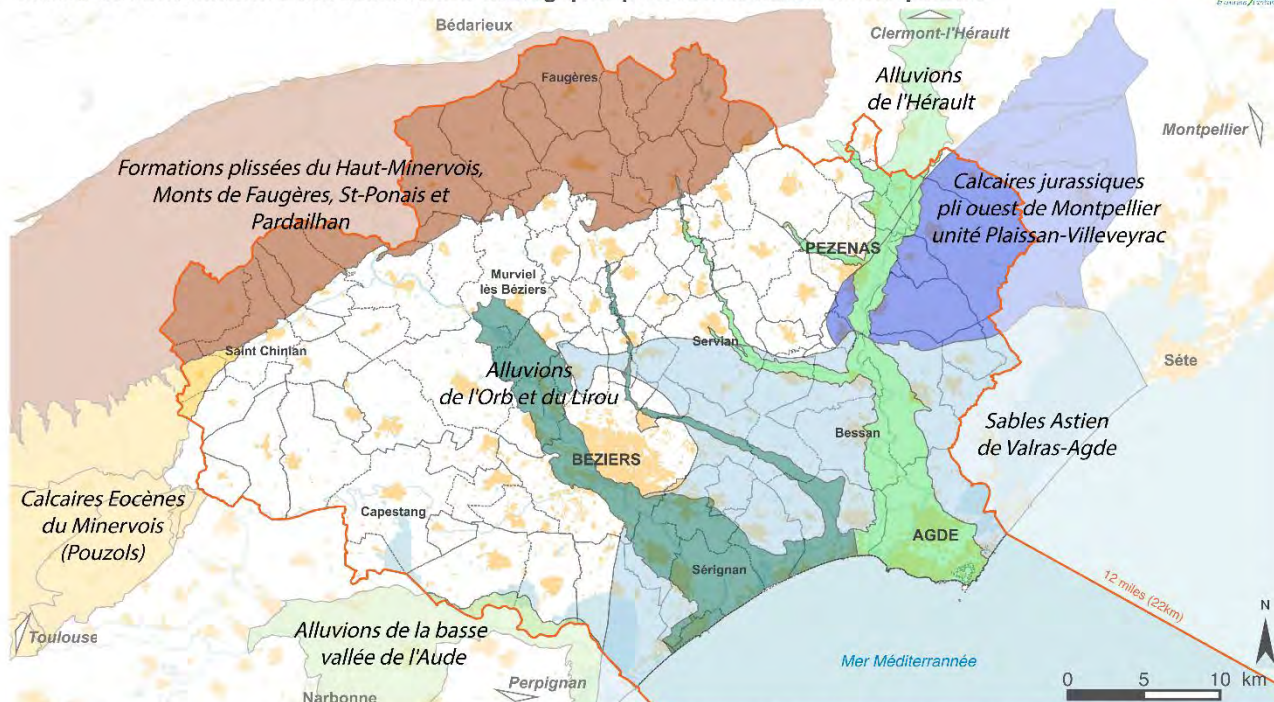 Bédarieux
Clermont-l'Hérault
Faugères
Alluvions
de l'Hérault
Montpellier
Formations plissées du Haut-Minervois,
Monts de Faugères, St-Ponais et
Pardailhan
Calcaires jurassiques
pli ouest de Montpellier
unité Plaissan-Villeveyrac
PEZENAS
Murviel
lès Béziers
Saint Chinian
Servian
Sète
Alluvions
de l'Orb et du Lirou
Sables Astien
de Valras-Agde
Bessan
BEZIERS
Calcaires Eocènes
du Minervois
(Pouzols)
Capestang
AGDE
Sérignan
12 miles (22km)
N
Toulouse
Alluvions de la basse
vallée de l'Aude
Mer Méditerrannée
Perpignan
Narbonne
0 5 10 km